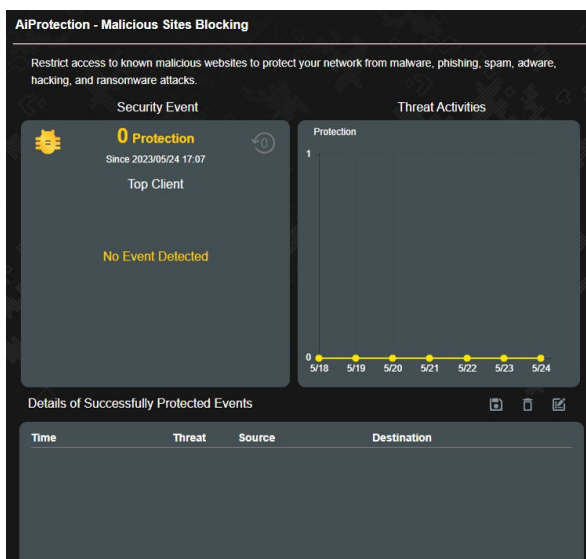 AiProtection - Malicious Sites Blocking
Restrict access to known malicious websites to protect your network from malware, phishing, spam, adware,
hacking, and ransomware attacks.
Security Event
0 Protection
Since 2023/05/24 17:07
Top Client
No Event Detected
0
Threat Activities
Protection
1
0
5/18 5/19 5/20 5/21 5/22 5/23 5/24
Details of Successfully Protected Events
Time Threat Source Destination